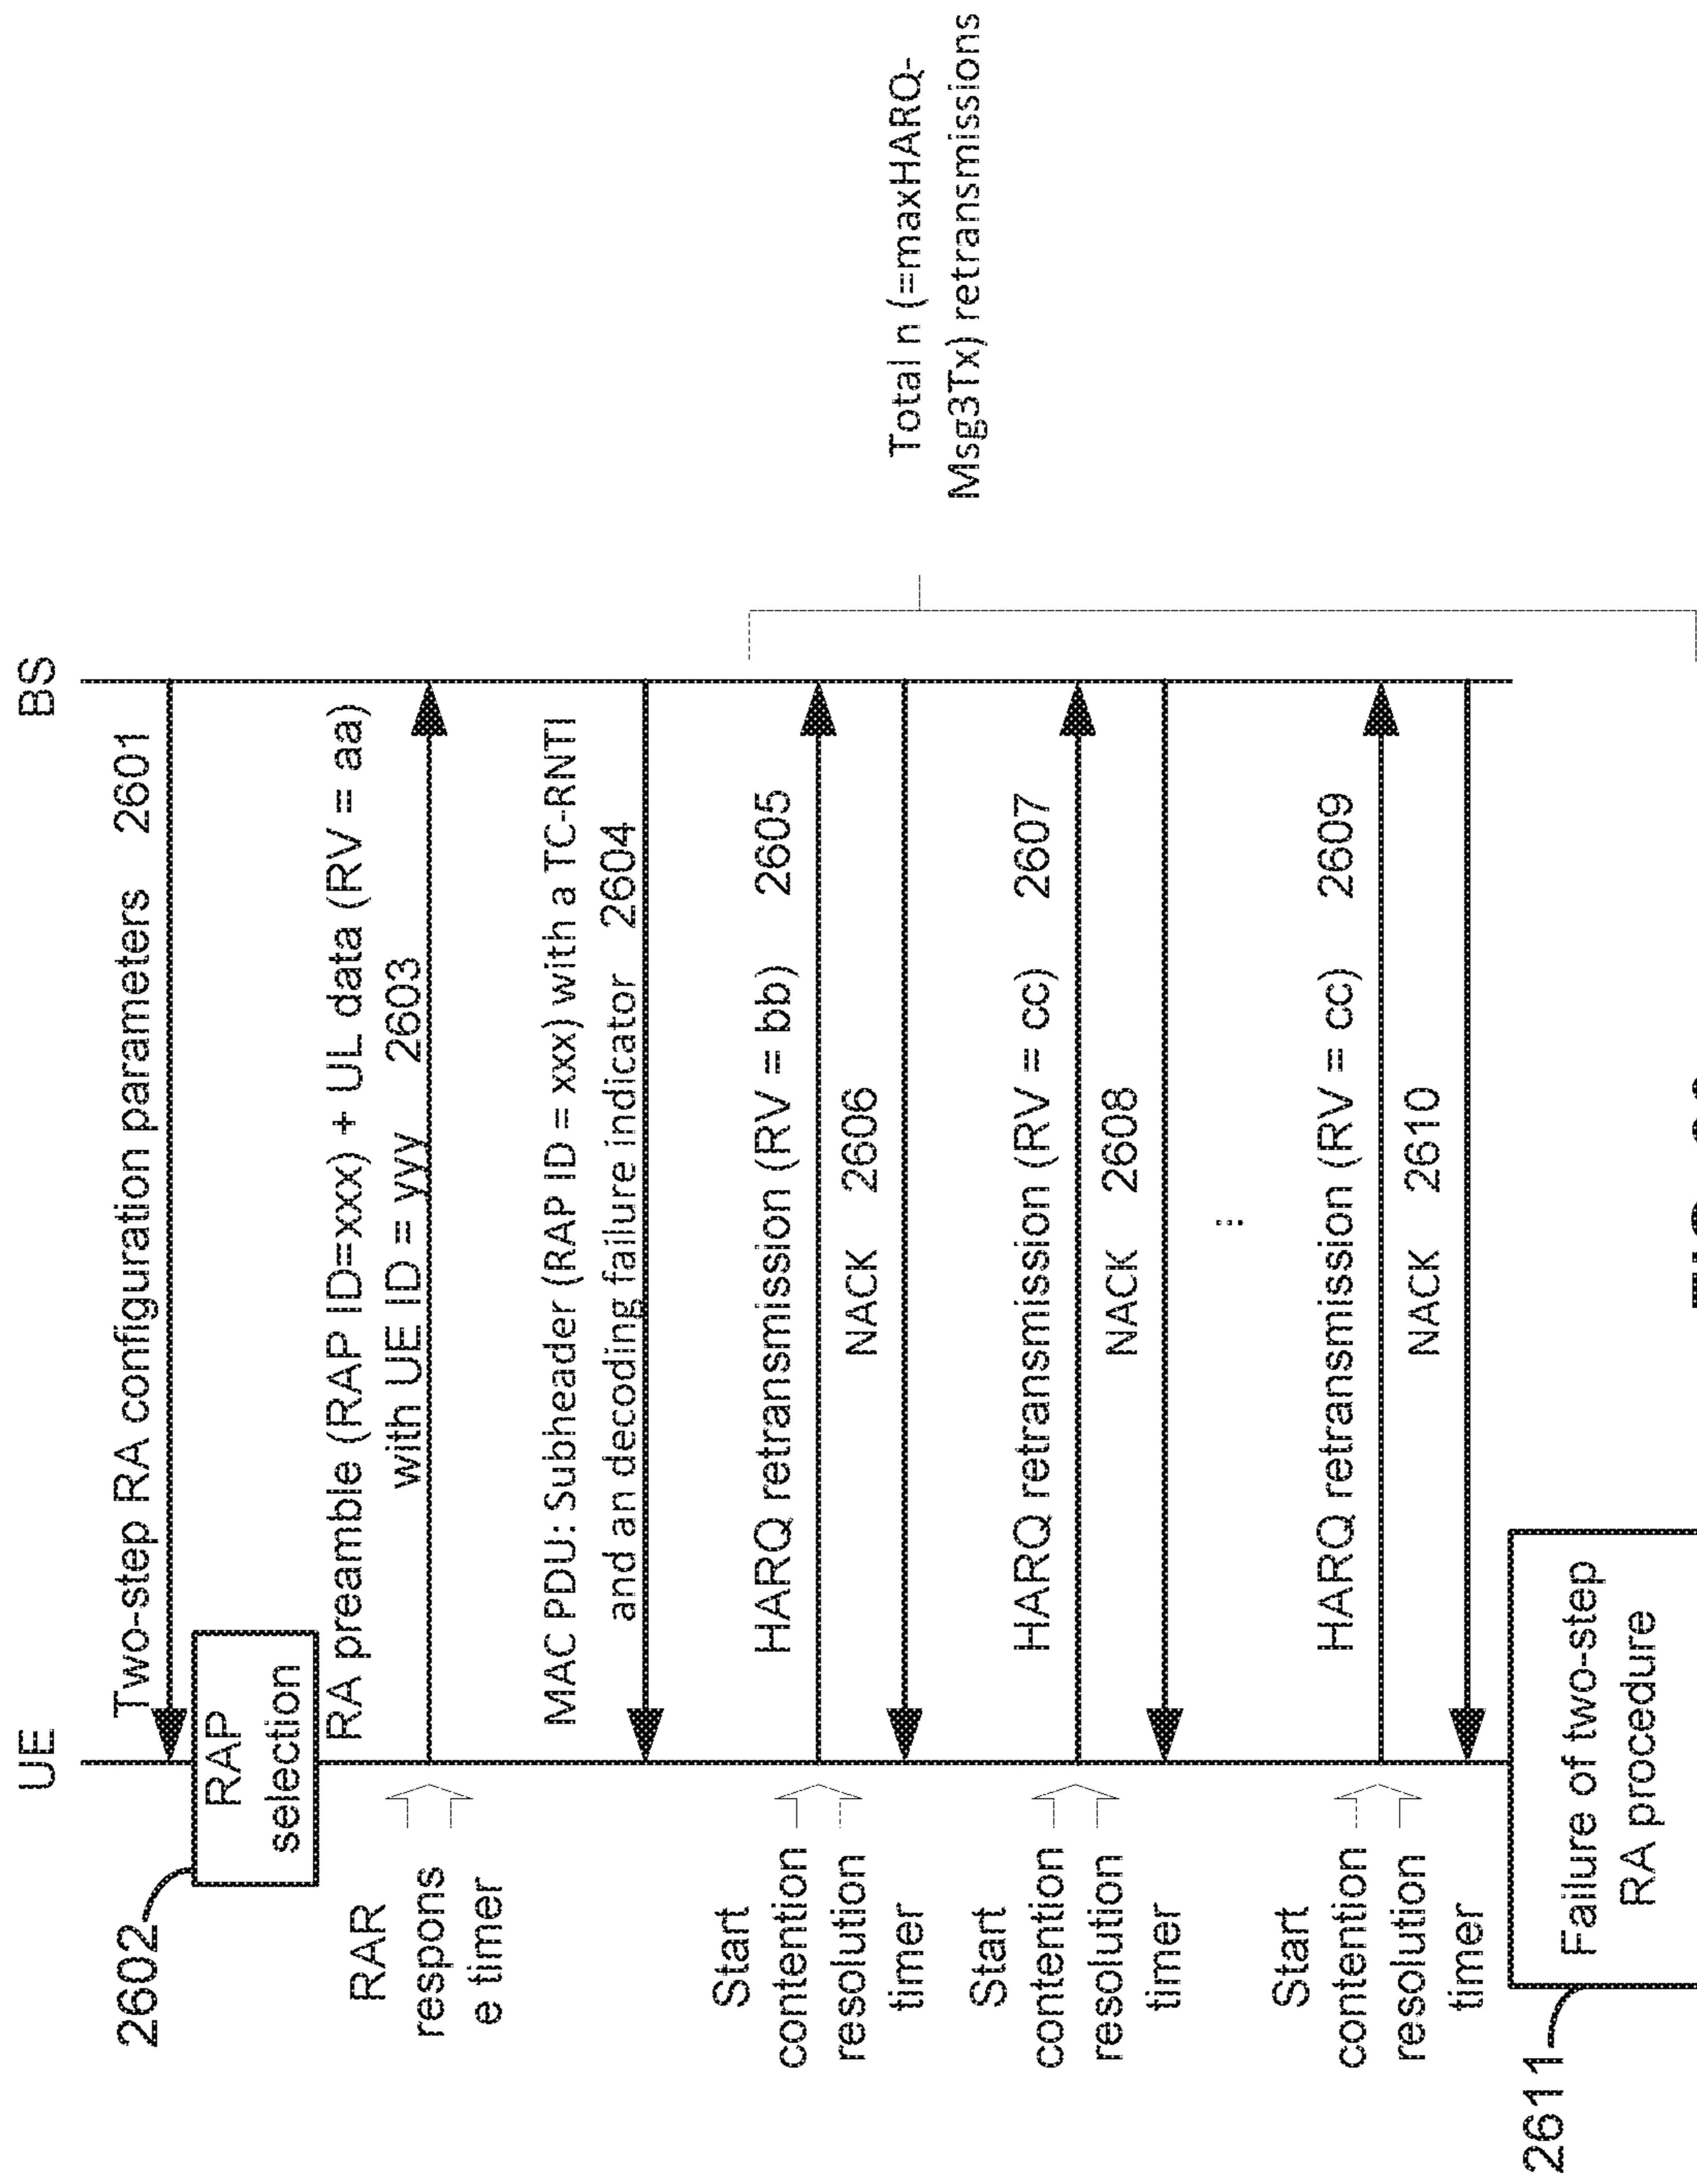 UE
BS
Two-step RA configuration parameters 2601
2602
RAP
selection
RA preamble (RAP ID=xxx) + UL data (RV = aa)
with UE ID = yyy 2603
RAR
respons
e timer
MAC PDU: Subheader (RAP ID = xxx) with a TC-RNTI
and an decoding failure indicator 2604
HARQ retransmission (RV = bb) 2605
Start
contention
resolution
timer
NACK 2606
Total n (=maxHARQ-
Msg3Tx) retransmissions
HARQ retransmission (RV = cc) 2607
Start
contention
resolution
timer
NACK 2608
...
HARQ retransmission (RV = cc) 2609
Start
contention
resolution
timer
NACK 2610
2611
Failure of two-step
RA procedure